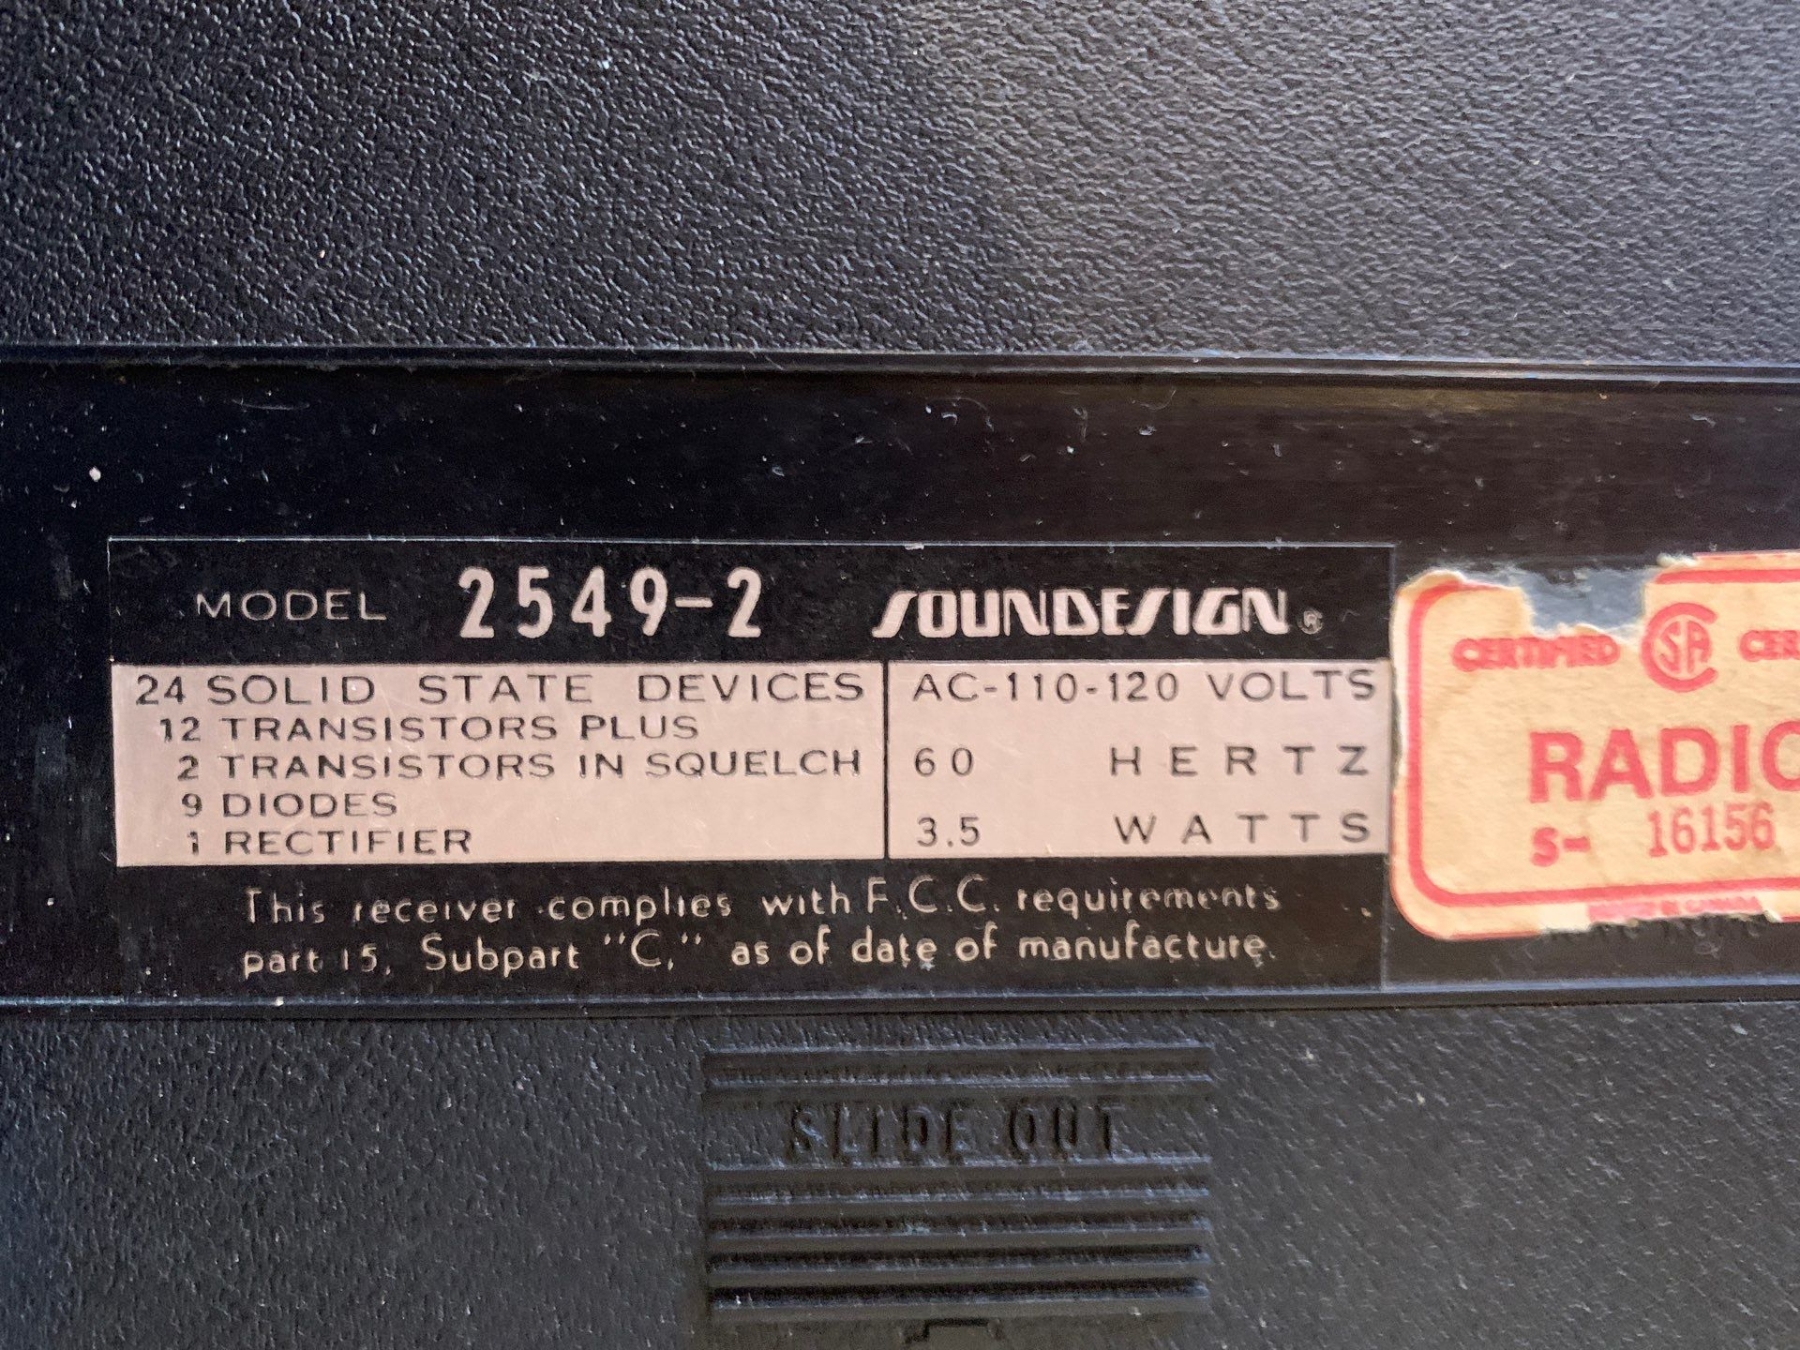 MODEL 2549-2 SOUNDESIGN®
24 SOLID STATE DEVICES
12 TRANSISTORS PLUS
2 TRANSISTORS IN SQUELCH
9 DIODES
1 RECTIFIER
AC-110-120 VOLTS
60 HERTZ
3.5 WATTS
This receiver complies with F.C.C. requirements
part 15, Subpart "C," as of date of manufacture.
CERTIFIED SA CER
RADIO
S- 16156
SLIDE OUT